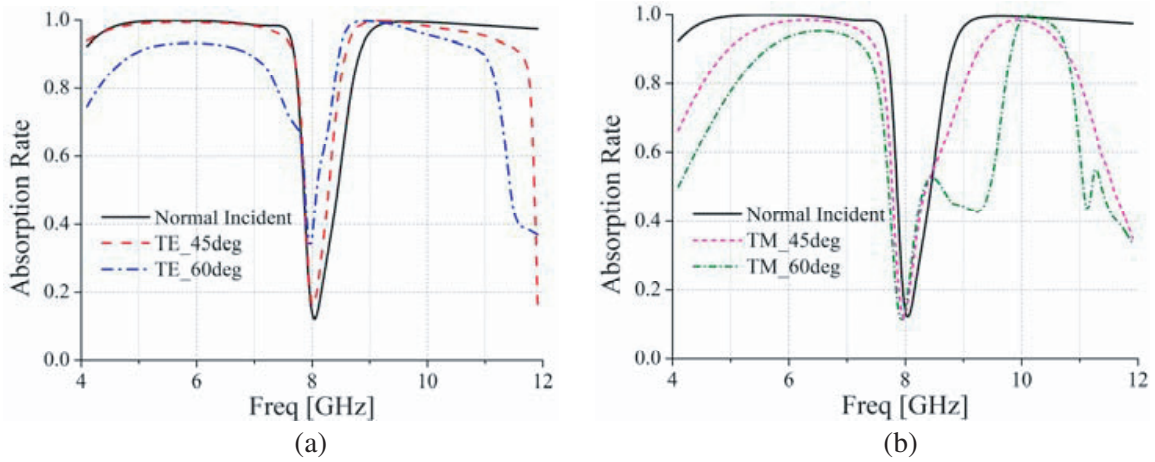 1.0
0.8
0.6
0.4
0.2
0.0
Absorption Rate
Normal Incident
TE_45deg
TE_60deg
4 6 8 10 12
Freq [GHz]
(a)
1.0
0.8
0.6
0.4
0.2
0.0
Absorption Rate
Normal Incident
TM_45deg
TM_60deg
4 6 8 10 12
Freq [GHz]
(b)